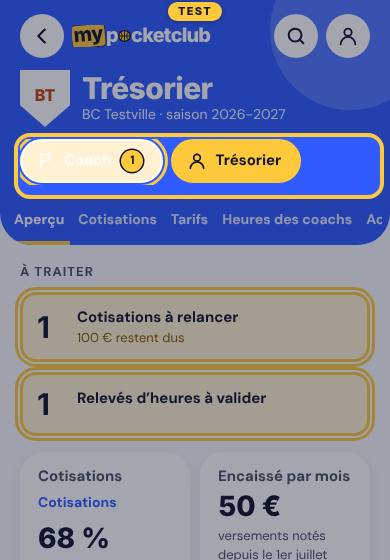 TEST
mypocketclub
BT
Trésorier
BC Testville · saison 2026-2027
Coach 1
Trésorier
Aperçu Cotisations Tarifs Heures des coachs Ac
À TRAITER
1
Cotisations à relancer
100 € restent dus
1
Relevés d’heures à valider
Cotisations
Cotisations
68 %
Encaissé par mois
50 €
versements notés
depuis le 1er juillet